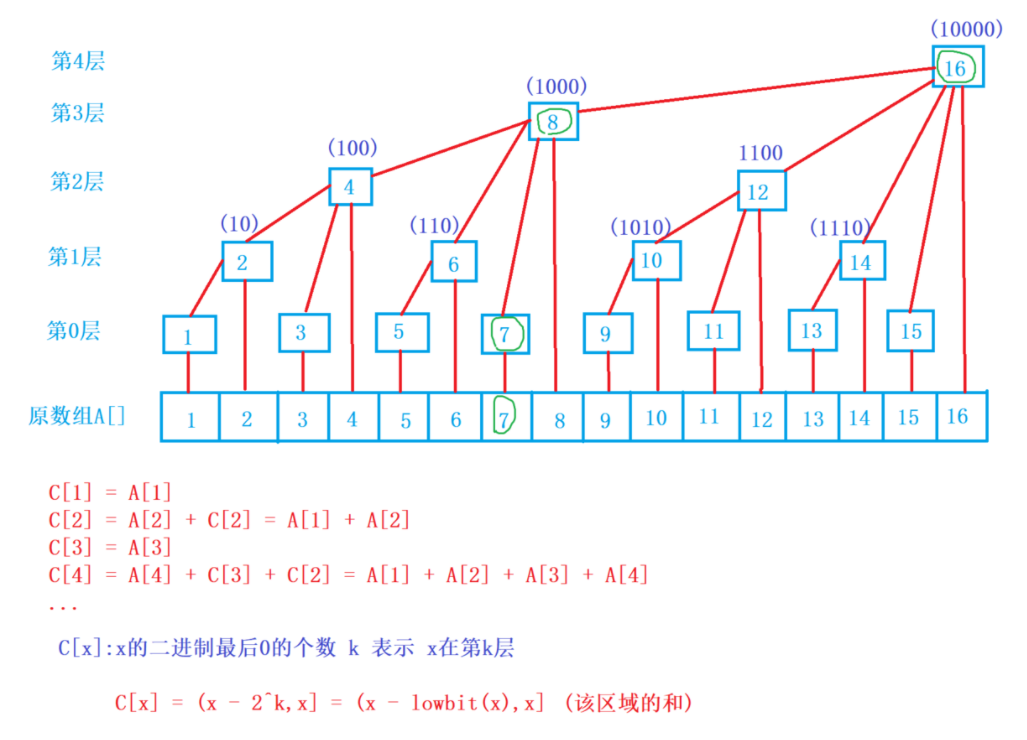 (10000)
第4层 16
(1000)
第3层 8
(100) 1100
第2层 4 12
(10) (110) (1010) (1110)
第1层 2 6 10 14
第0层 1 3 5 7 9 11 13 15
原数组A[] 1 2 3 4 5 6 7 8 9 10 11 12 13 14 15 16
C[1] = A[1]
C[2] = A[2] + C[2] = A[1] + A[2]
C[3] = A[3]
C[4] = A[4] + C[3] + C[2] = A[1] + A[2] + A[3] + A[4]
...
C[x]:x的二进制最后0的个数 k 表示 x在第k层
C[x] = (x - 2^k,x] = (x - lowbit(x),x] (该区域的和)